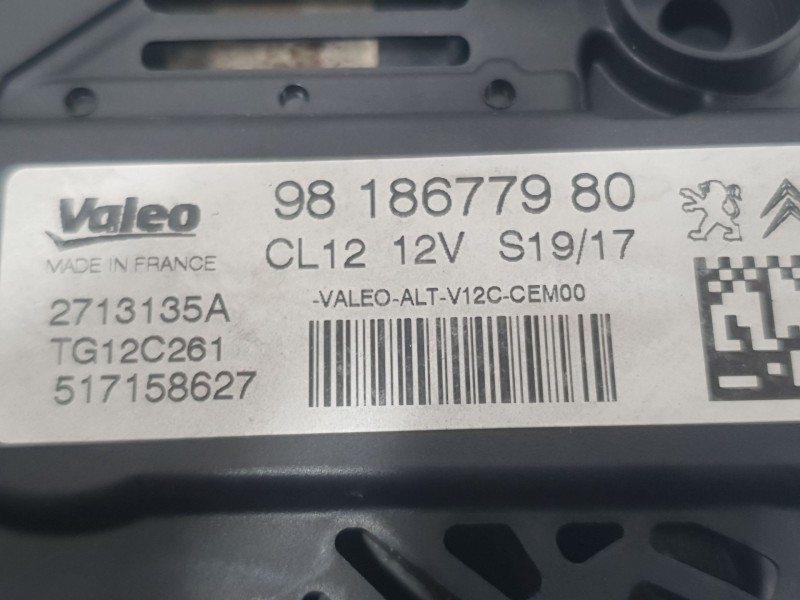 Valeo
MADE IN FRANCE
2713135A
TG12C261
517158627
98 186779 80
CL12 12V S19/17
-VALEO-ALT-V12C-CEM00